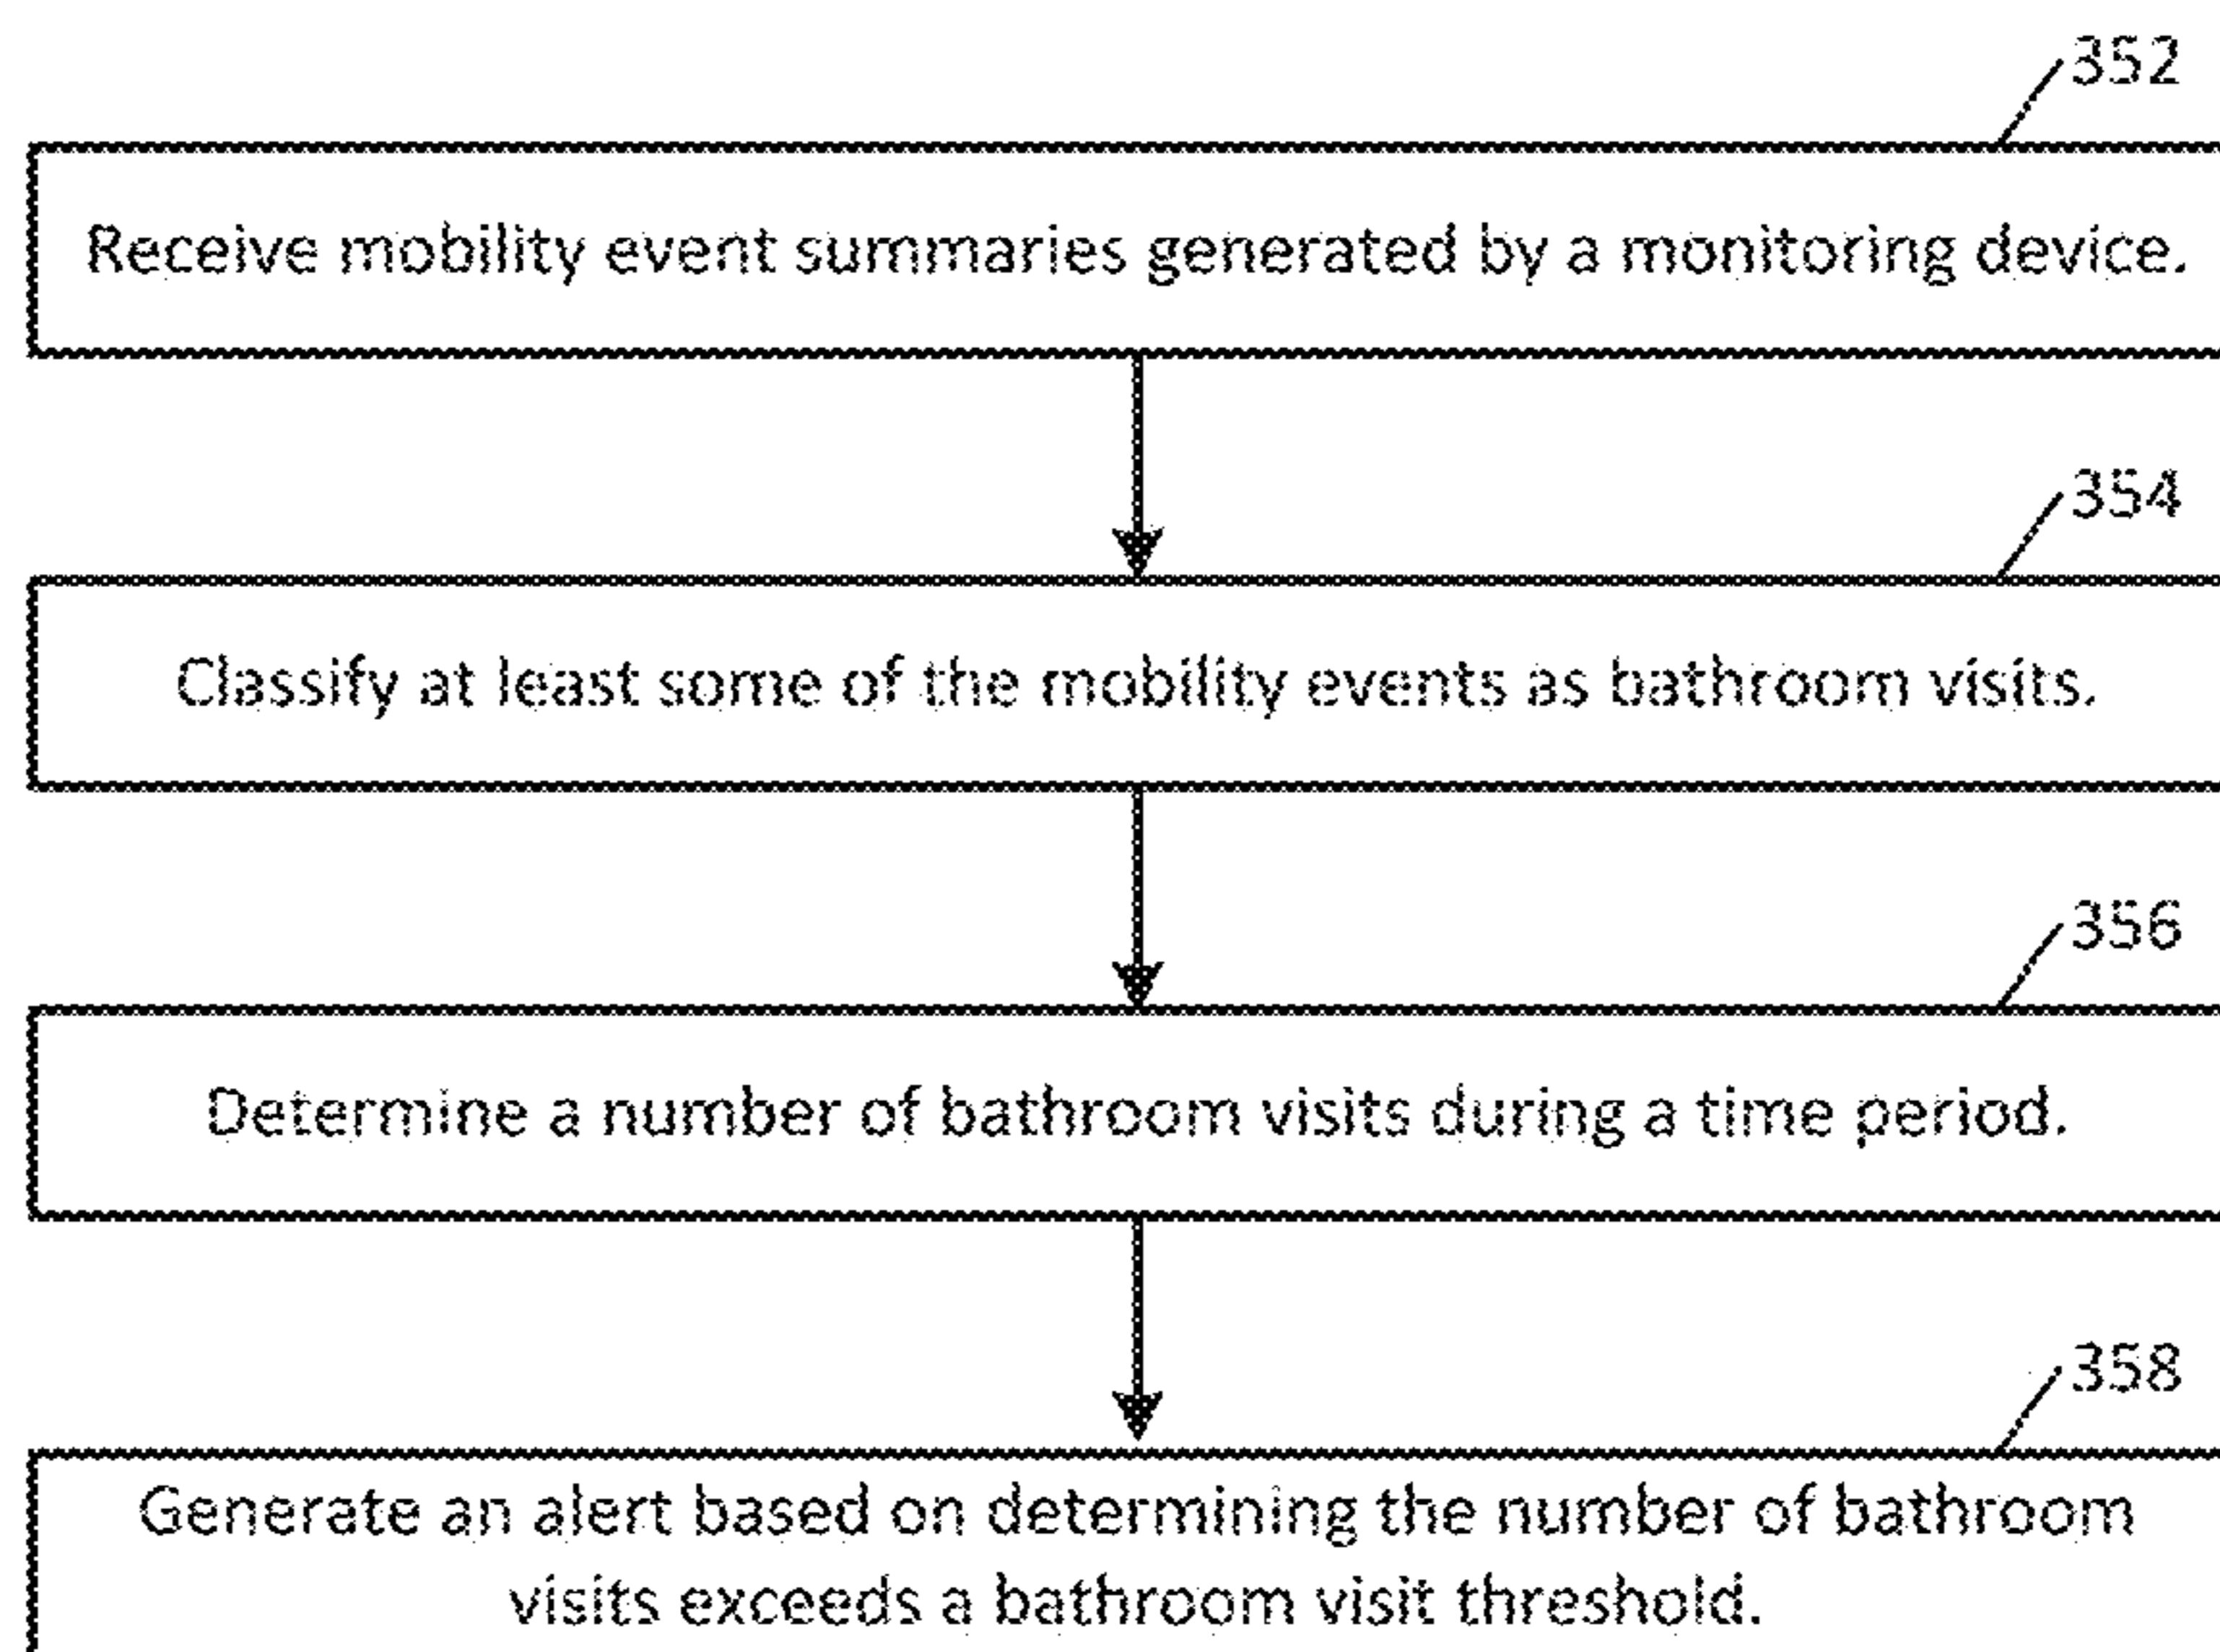 352
Receive mobility event summaries generated by a monitoring device.
354
Classify at least some of the mobility events as bathroom visits.
356
Determine a number of bathroom visits during a time period.
358
Generate an alert based on determining the number of bathroom
visits exceeds a bathroom visit threshold.